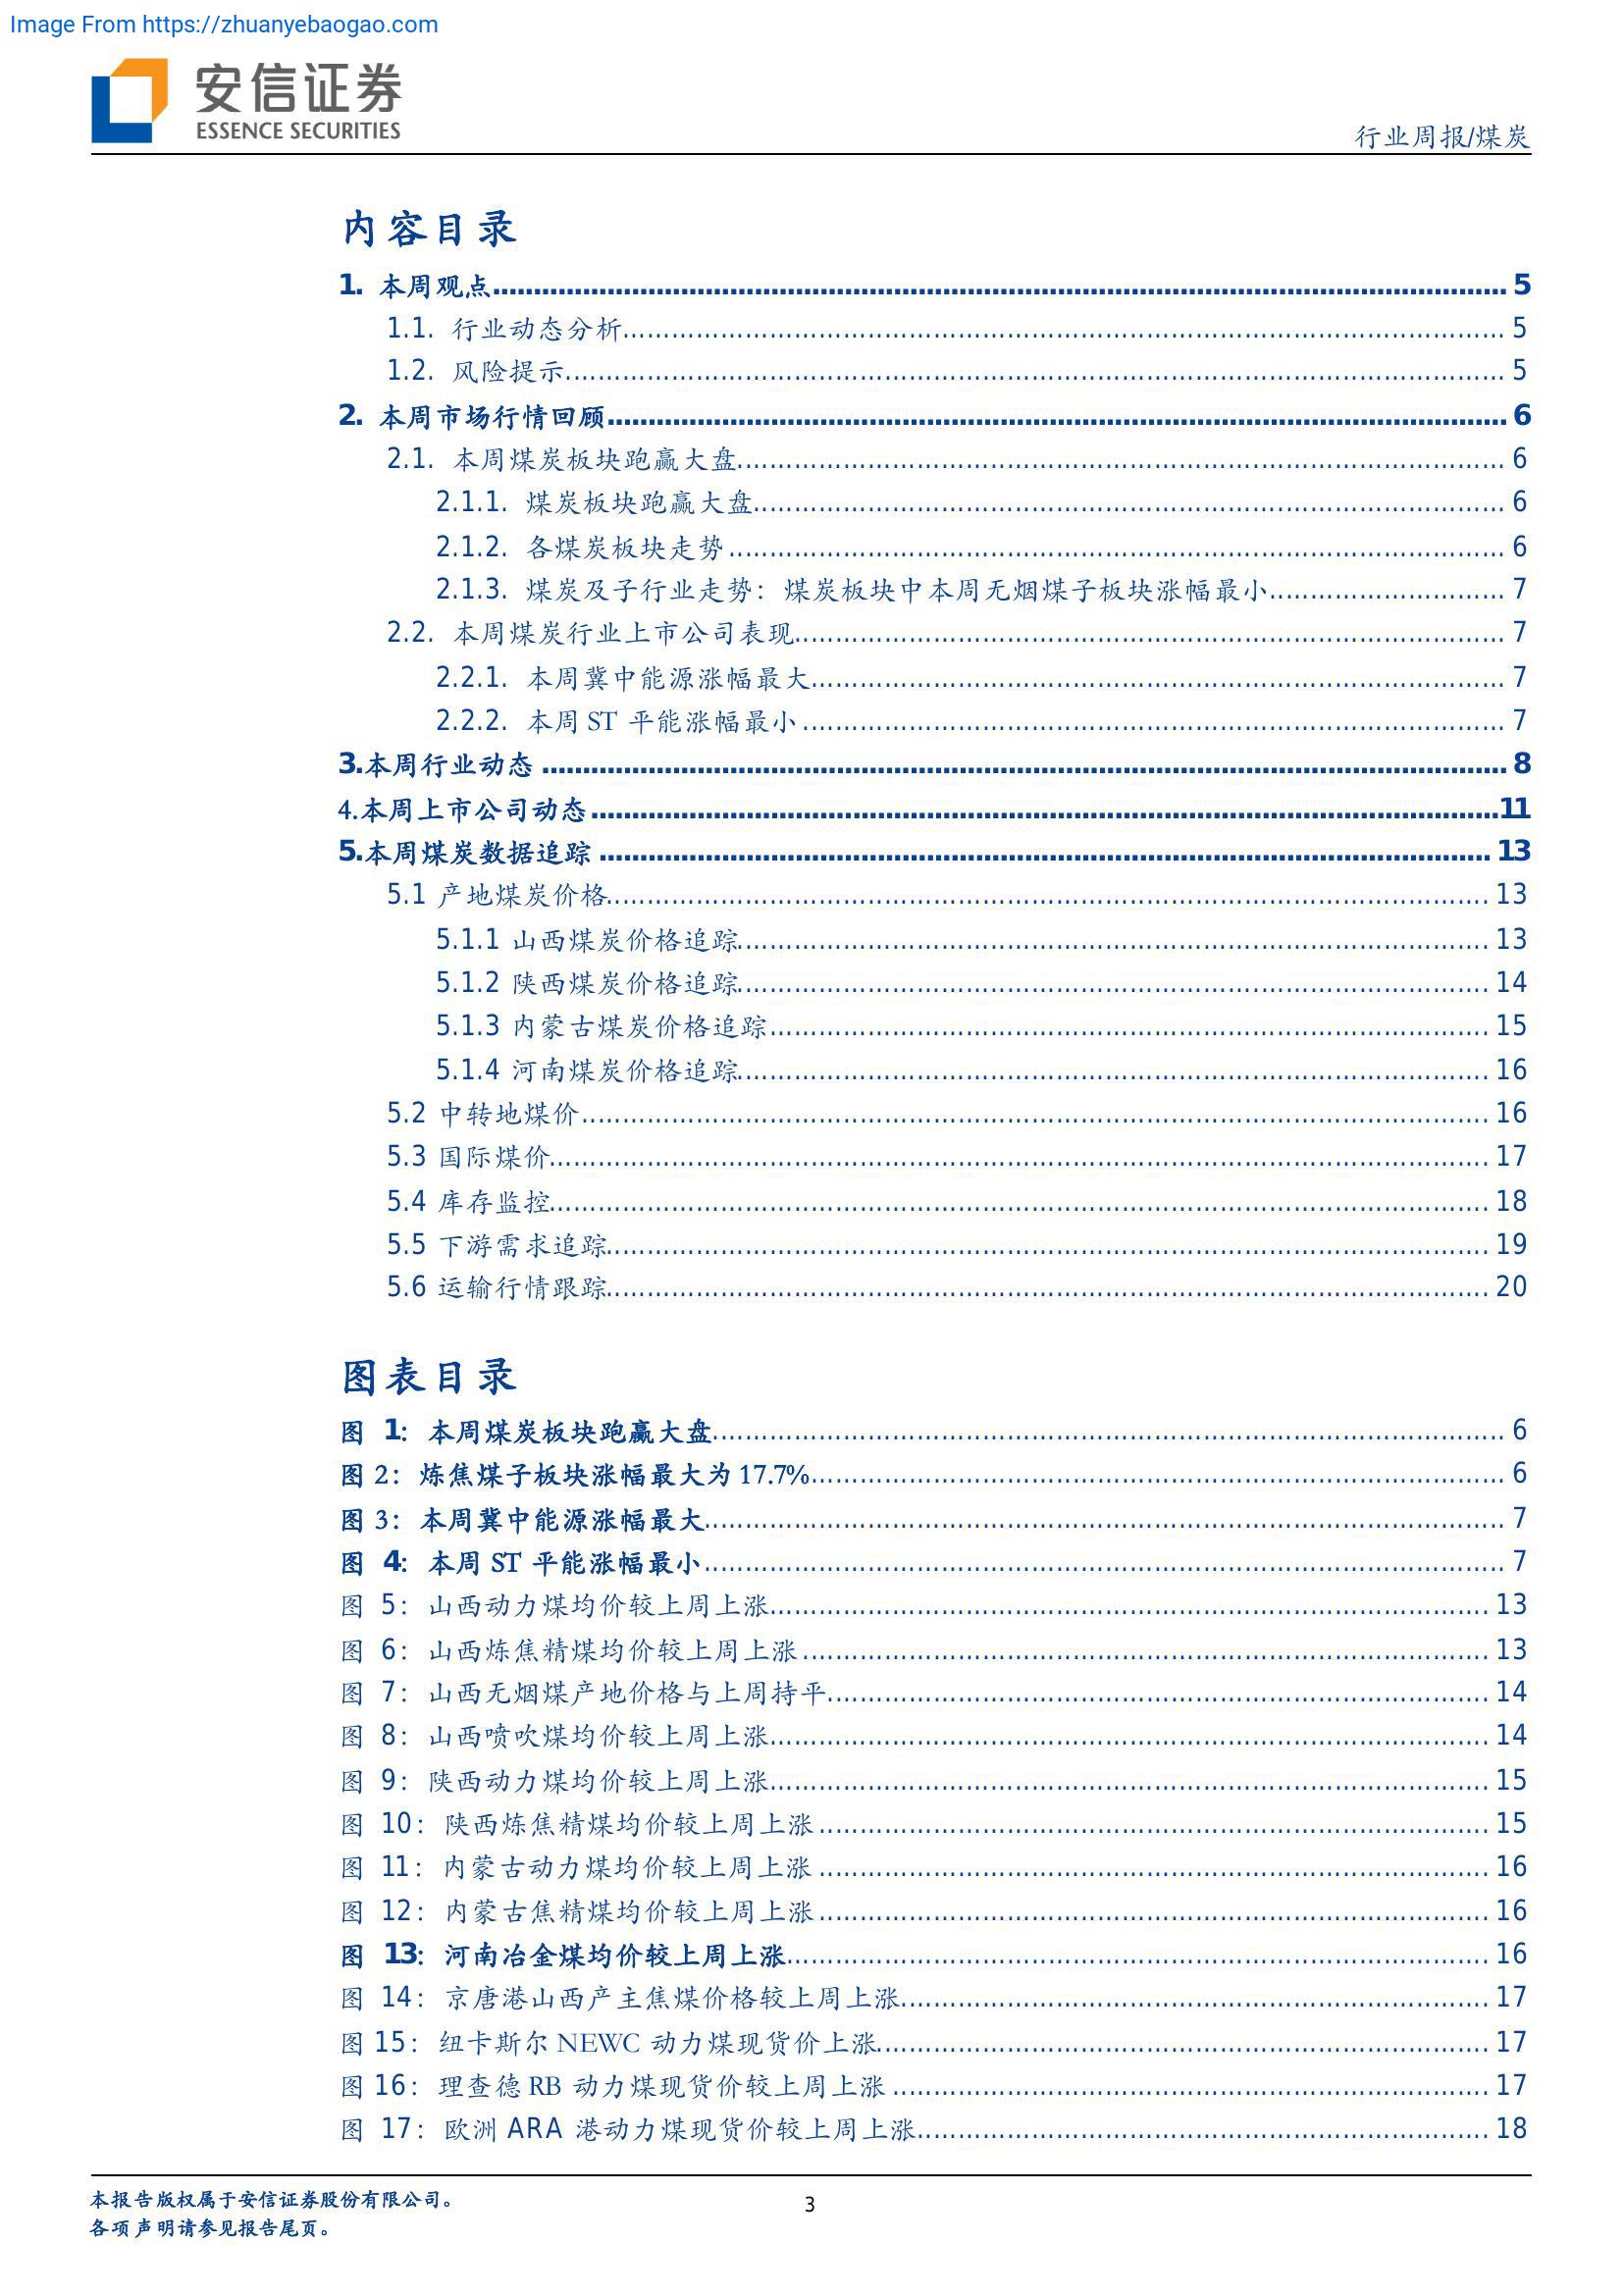 Image From https://zhuanyebaogao.com
安信证券
ESSENCE SECURITIES
行业周报/煤炭
内容目录
1. 本周观点 5
1.1. 行业动态分析 5
1.2. 风险提示 5
2. 本周市场行情回顾 6
2.1. 本周煤炭板块跑赢大盘 6
2.1.1. 煤炭板块跑赢大盘 6
2.1.2. 各煤炭板块走势 6
2.1.3. 煤炭及子行业走势：煤炭板块中本周无烟煤子板块涨幅最小 7
2.2. 本周煤炭行业上市公司表现 7
2.2.1. 本周冀中能源涨幅最大 7
2.2.2. 本周 ST 平能涨幅最小 7
3.本周行业动态 8
4.本周上市公司动态 11
5.本周煤炭数据追踪 13
5.1 产地煤炭价格 13
5.1.1 山西煤炭价格追踪 13
5.1.2 陕西煤炭价格追踪 14
5.1.3 内蒙古煤炭价格追踪 15
5.1.4 河南煤炭价格追踪 16
5.2 中转地煤价 16
5.3 国际煤价 17
5.4 库存监控 18
5.5 下游需求追踪 19
5.6 运输行情跟踪 20
图表目录
图 1：本周煤炭板块跑赢大盘 6
图 2：炼焦煤子板块涨幅最大为 17.7% 6
图 3：本周冀中能源涨幅最大 7
图 4：本周 ST 平能涨幅最小 7
图 5：山西动力煤均价较上周上涨 13
图 6：山西炼焦精煤均价较上周上涨 13
图 7：山西无烟煤产地价格与上周持平 14
图 8：山西喷吹煤均价较上周上涨 14
图 9：陕西动力煤均价较上周上涨 15
图 10：陕西炼焦精煤均价较上周上涨 15
图 11：内蒙古动力煤均价较上周上涨 16
图 12：内蒙古焦精煤均价较上周上涨 16
图 13：河南冶金煤均价较上周上涨 16
图 14：京唐港山西产主焦煤价格较上周上涨 17
图 15：纽卡斯尔 NEWC 动力煤现货价上涨 17
图 16：理查德 RB 动力煤现货价较上周上涨 17
图 17：欧洲 ARA 港动力煤现货价较上周上涨 18
本报告版权属于安信证券股份有限公司。
3
各项声明请参见报告尾页。